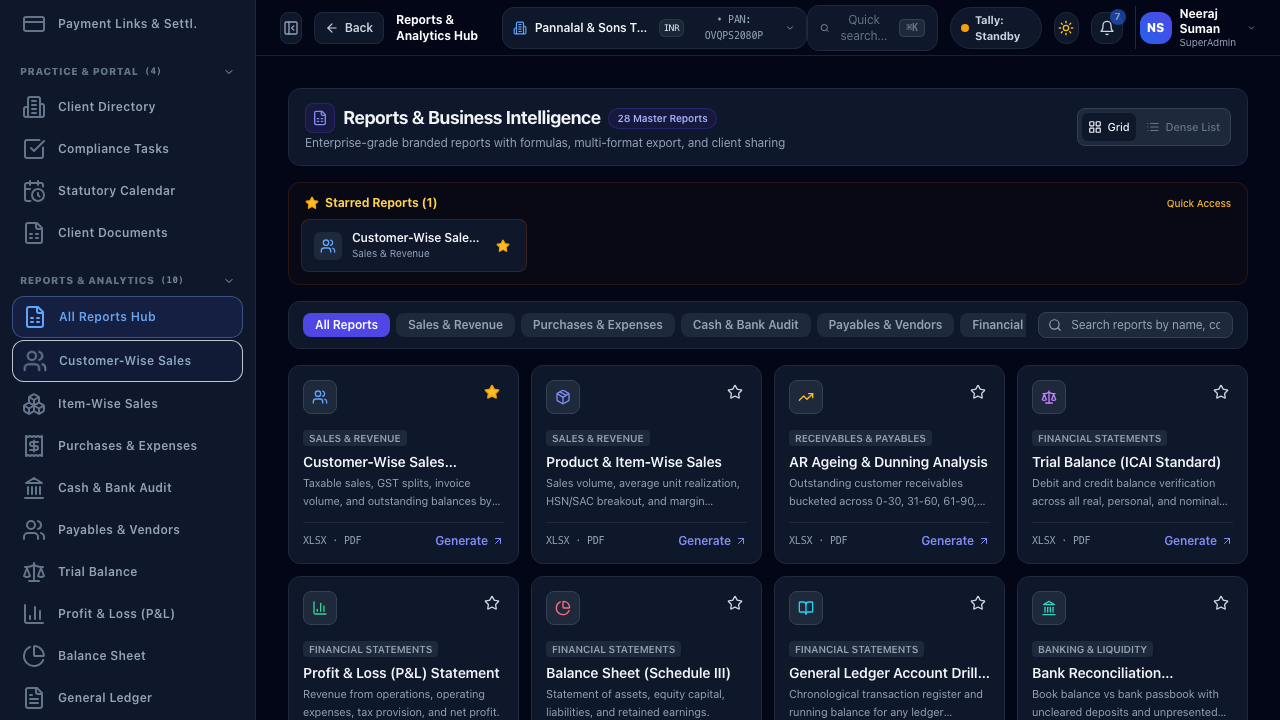 Payment Links & Settl.
PRACTICE & PORTAL (4)
Client Directory
Compliance Tasks
Statutory Calendar
Client Documents
REPORTS & ANALYTICS (10)
All Reports Hub
Customer-Wise Sales
Item-Wise Sales
Purchases & Expenses
Cash & Bank Audit
Payables & Vendors
Trial Balance
Profit & Loss (P&L)
Balance Sheet
General Ledger
Back
Reports &
Analytics Hub
Pannalal & Sons T...
INR
• PAN:
OVQPS2080P
Quick
search...
⌘K
Tally:
Standby
7
NS
Neeraj
Suman
SuperAdmin
Reports & Business Intelligence
28 Master Reports
Enterprise-grade branded reports with formulas, multi-format export, and client sharing
Grid
Dense List
Starred Reports (1)
Quick Access
Customer-Wise Sale...
Sales & Revenue
All Reports
Sales & Revenue
Purchases & Expenses
Cash & Bank Audit
Payables & Vendors
Financial
Search reports by name, cc
SALES & REVENUE
Customer-Wise Sales...
Taxable sales, GST splits, invoice
volume, and outstanding balances by...
XLSX · PDF
Generate
SALES & REVENUE
Product & Item-Wise Sales
Sales volume, average unit realization,
HSN/SAC breakout, and margin...
XLSX · PDF
Generate
RECEIVABLES & PAYABLES
AR Ageing & Dunning Analysis
Outstanding customer receivables
bucketed across 0-30, 31-60, 61-90,...
XLSX · PDF
Generate
FINANCIAL STATEMENTS
Trial Balance (ICAI Standard)
Debit and credit balance verification
across all real, personal, and nominal...
XLSX · PDF
Generate
FINANCIAL STATEMENTS
Profit & Loss (P&L) Statement
Revenue from operations, operating
expenses, tax provision, and net profit.
FINANCIAL STATEMENTS
Balance Sheet (Schedule III)
Statement of assets, equity capital,
liabilities, and retained earnings.
FINANCIAL STATEMENTS
General Ledger Account Drill...
Chronological transaction register and
running balance for any ledger...
BANKING & LIQUIDITY
Bank Reconciliation...
Book balance vs bank passbook with
uncleared deposits and unpresented...